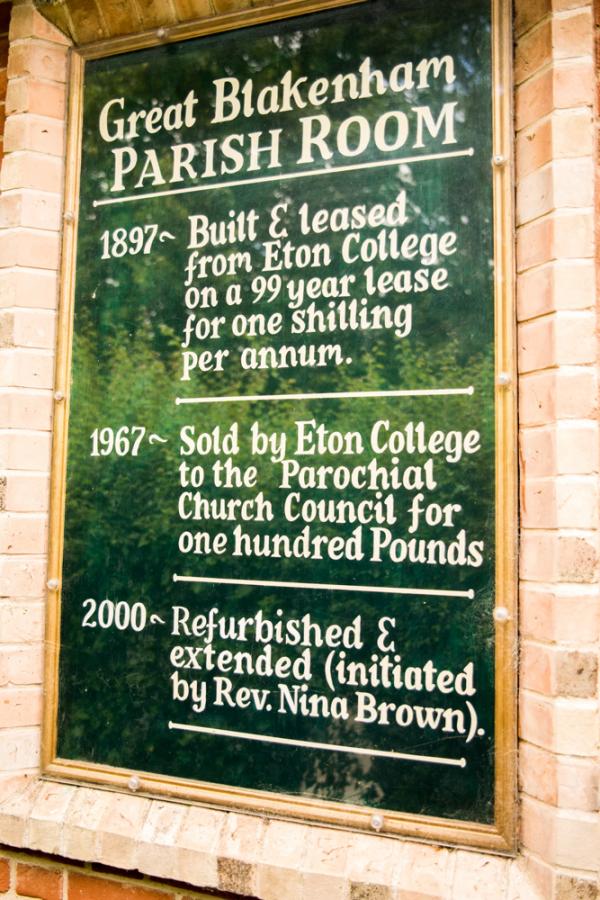 Great Blakenham
PARISH ROOM
1897~ Built & leased
from Eton College
on a 99 year lease
for one shilling
per annum.
1967~ Sold by Eton College
to the Parochial
Church Council for
one hundred Pounds
2000~ Refurbished &
extended (initiated
by Rev. Nina Brown).